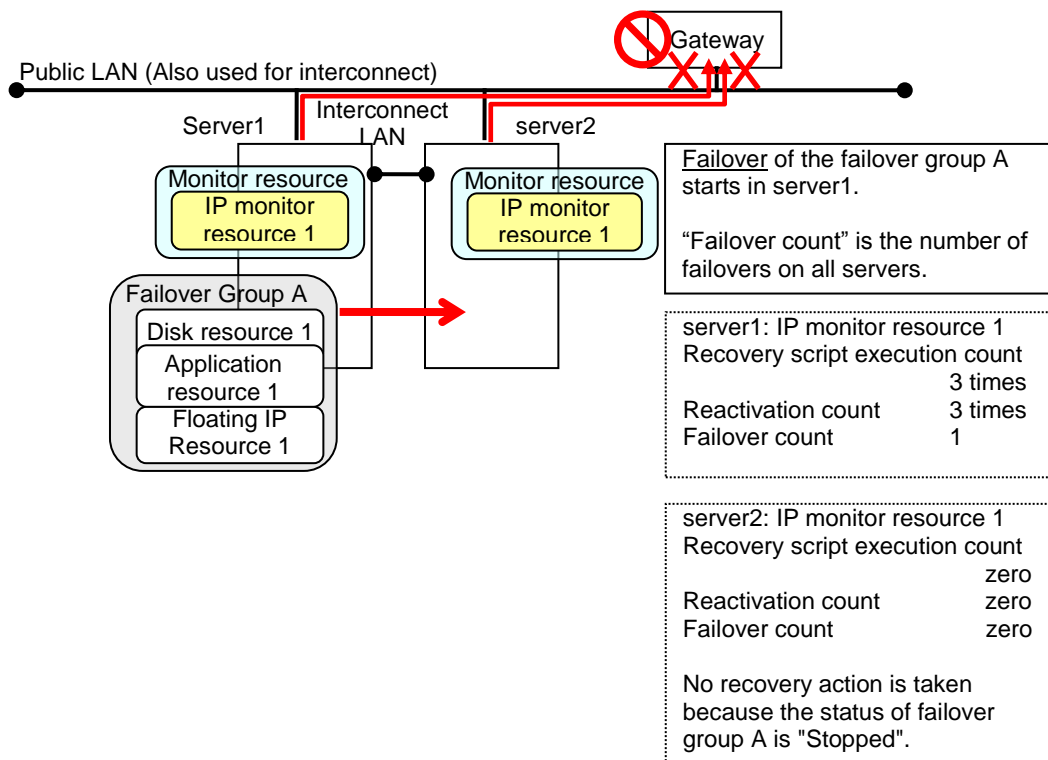 Gateway
Public LAN (Also used for interconnect)
Interconnect
LAN
Server1
server2
Monitor resource
IP monitor
resource 1
Monitor resource
IP monitor
resource 1
Failover Group A
Disk resource 1
Application
resource 1
Floating IP
Resource 1
Failover of the failover group A
starts in server1.
“Failover count” is the number of
failovers on all servers.
server1: IP monitor resource 1
Recovery script execution count
3 times
Reactivation count 3 times
Failover count 1
server2: IP monitor resource 1
Recovery script execution count
zero
Reactivation count zero
Failover count zero
No recovery action is taken
because the status of failover
group A is "Stopped".